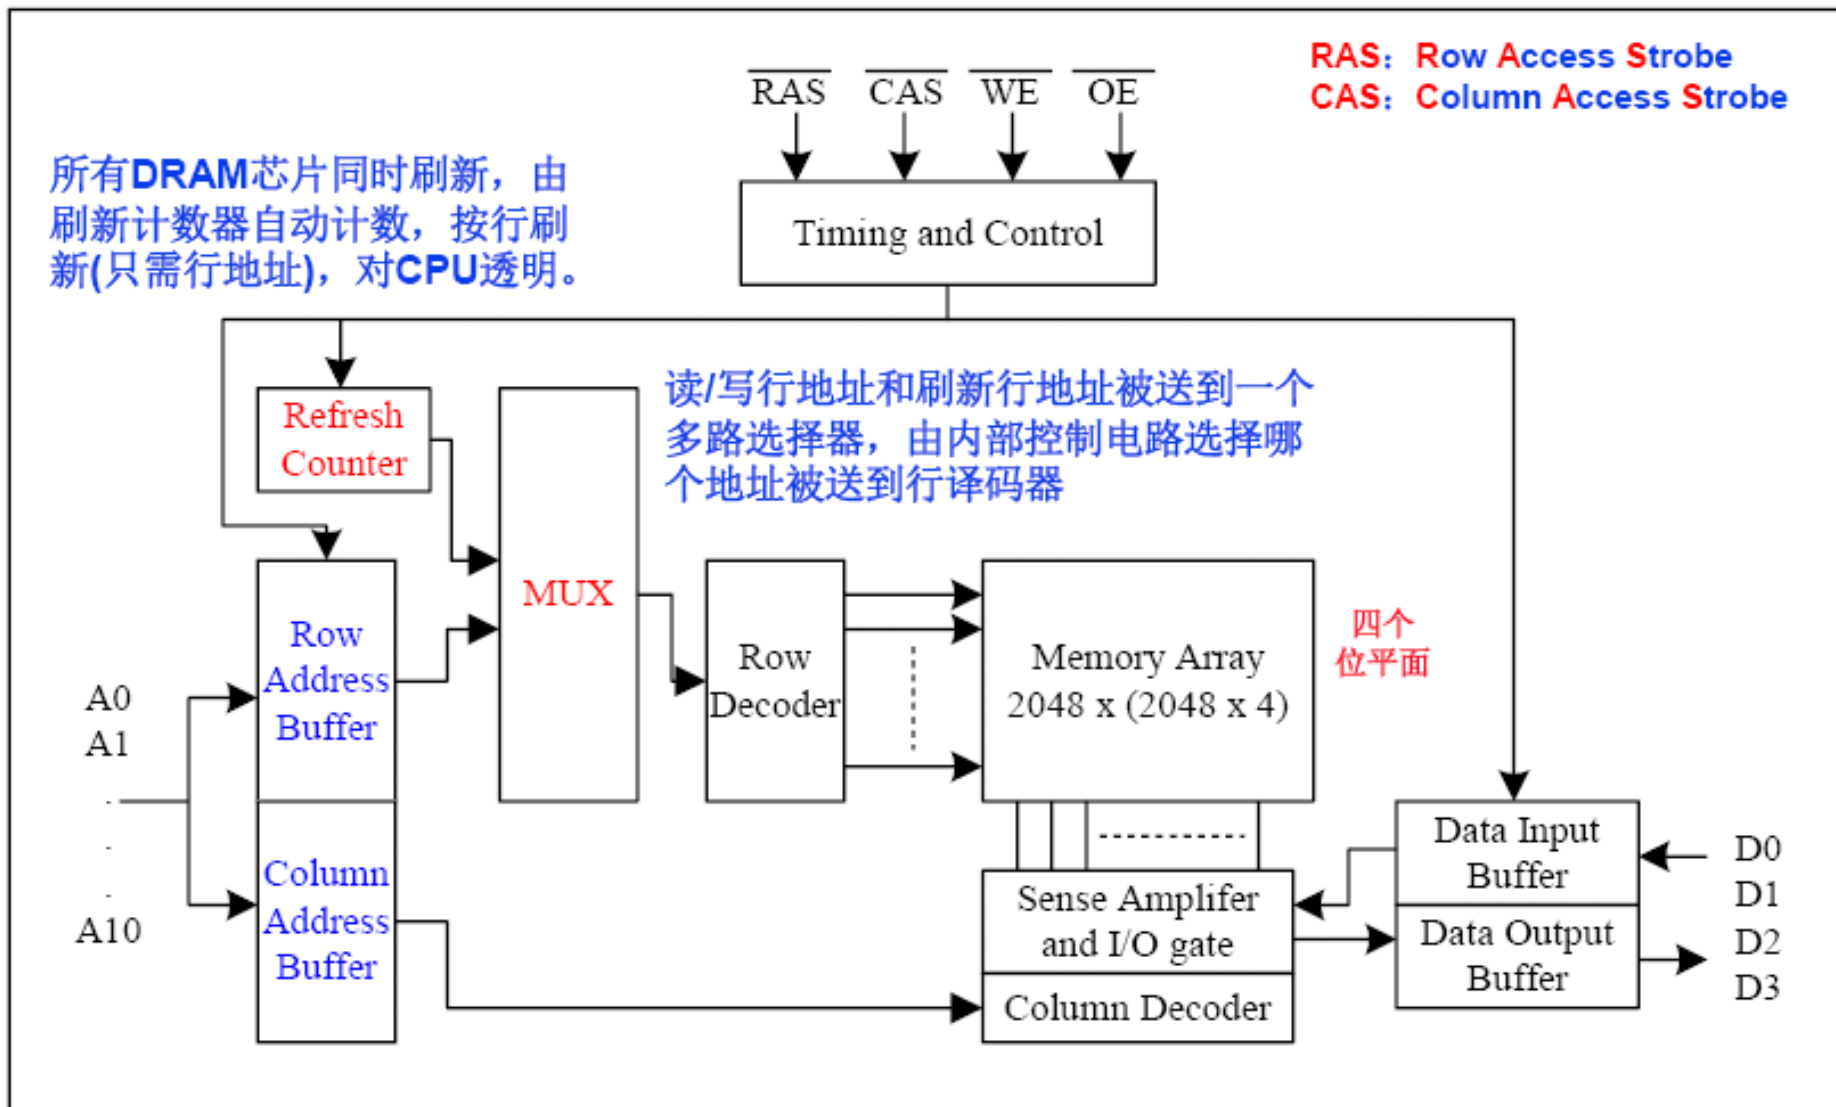 RAS：Row Access Strobe
CAS：Column Access Strobe
RAS CAS WE OE
所有DRAM芯片同时刷新，由
刷新计数器自动计数，按行刷
新(只需行地址)，对CPU透明。
Timing and Control
读/写行地址和刷新行地址被送到一个
多路选择器，由内部控制电路选择哪
个地址被送到行译码器
Refresh
Counter
MUX
Row
Address
Buffer
Row
Decoder
Memory Array
2048 x (2048 x 4)
四个
位平面
A0
A1
.
.
.
A10
Column
Address
Buffer
Sense Amplifer
and I/O gate
Column Decoder
Data Input
Buffer
Data Output
Buffer
D0
D1
D2
D3